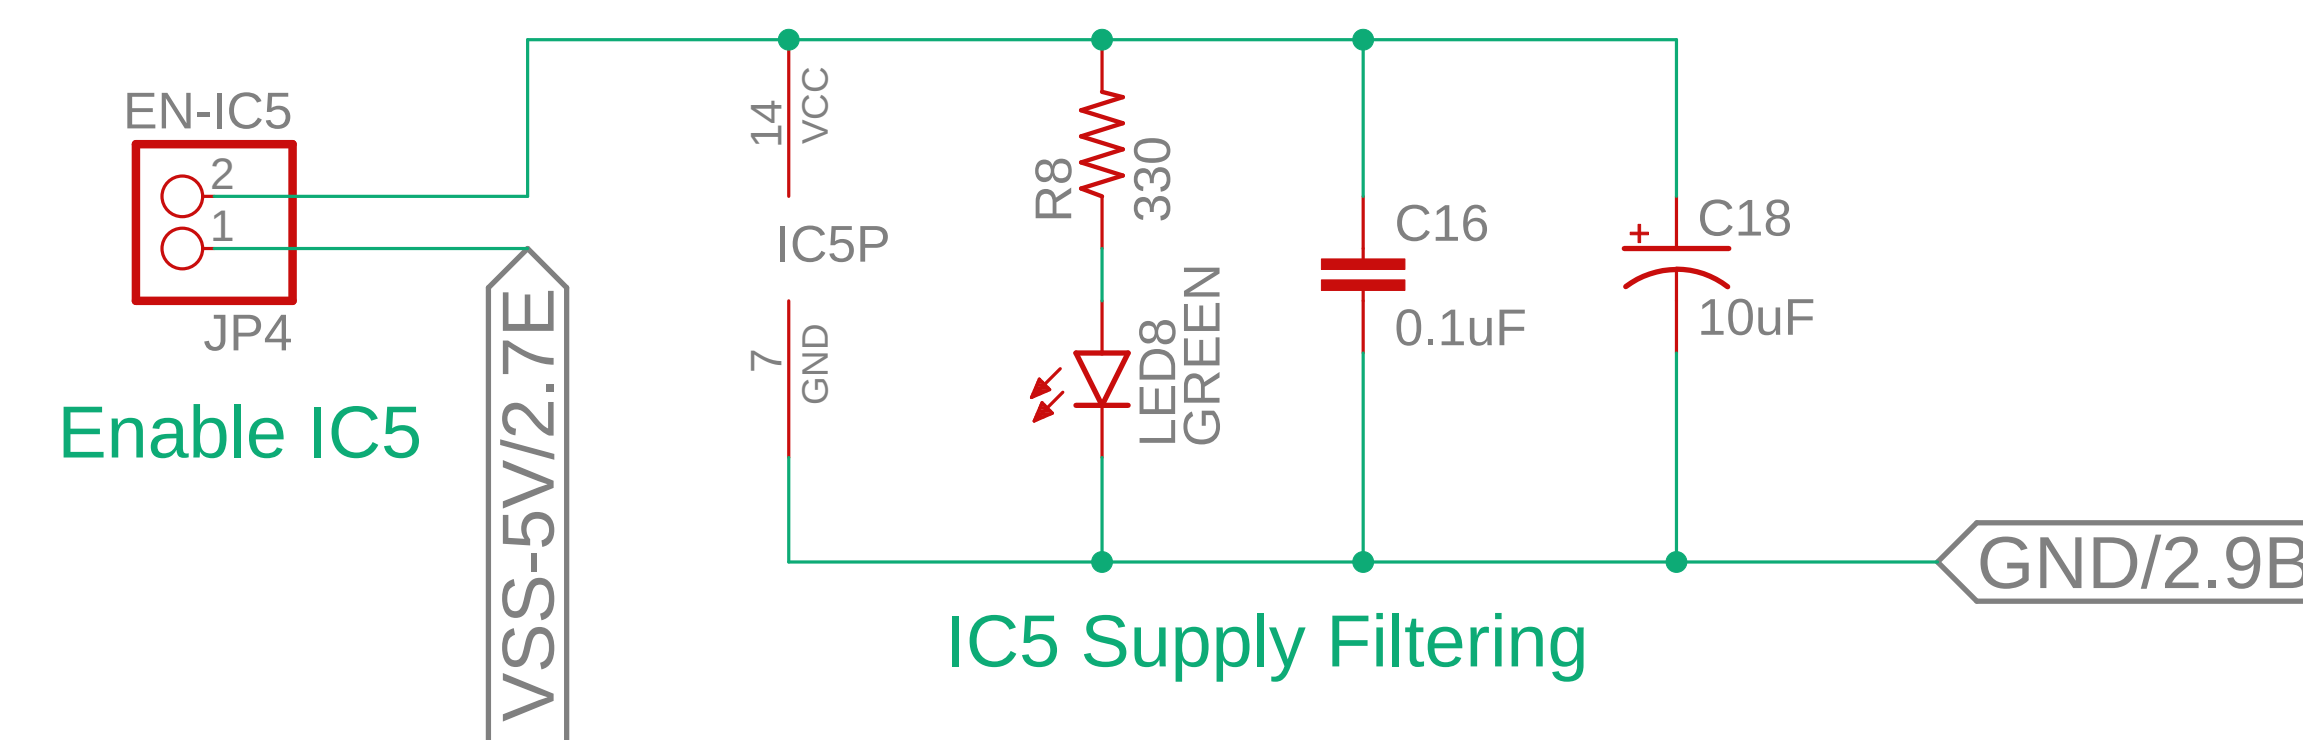 EN-IC5
2
1
JP4
Enable IC5
VSS-5V/2.7E
14
VCC
IC5P
7
GND
R8
330
LED8
GREEN
C16
0.1uF
+
C18
10uF
GND/2.9B
IC5 Supply Filtering